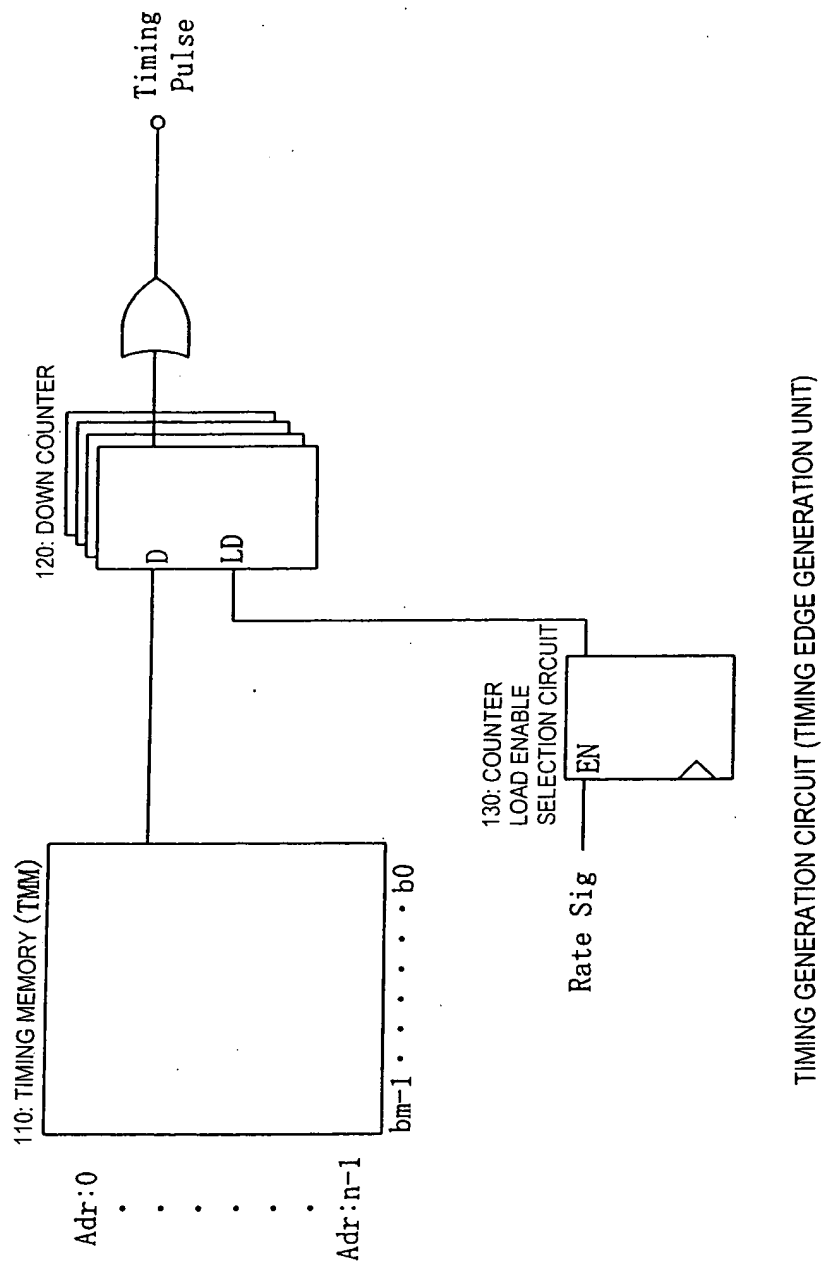 110: TIMING MEMORY (TMM)
Adr:0
Adr:n-1
bm-1 · · · · · · · b0
120: DOWN COUNTER
D
LD
Timing
Pulse
130: COUNTER
LOAD ENABLE
SELECTION CIRCUIT
EN
Rate Sig
TIMING GENERATION CIRCUIT (TIMING EDGE GENERATION UNIT)